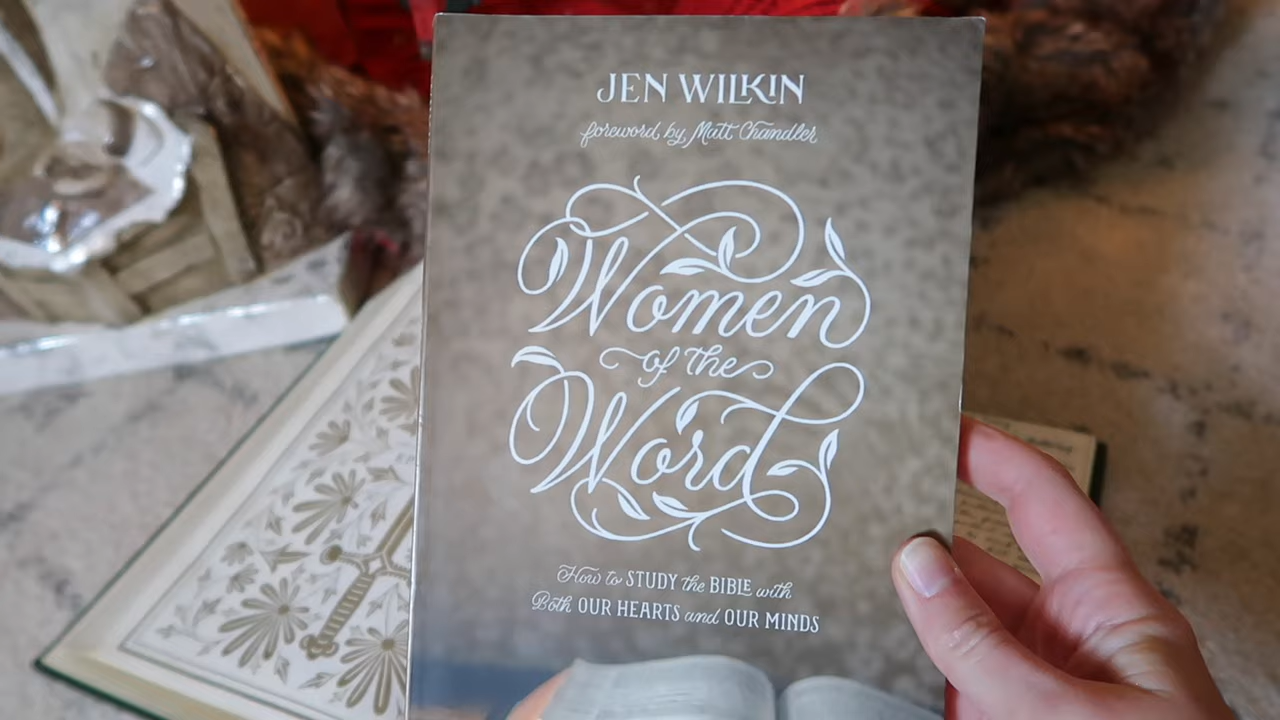 JEN WILKIN
foreword by Matt Chandler
Women
of the
Word
How to STUDY the BIBLE with
Both OUR HEARTS and OUR MINDS